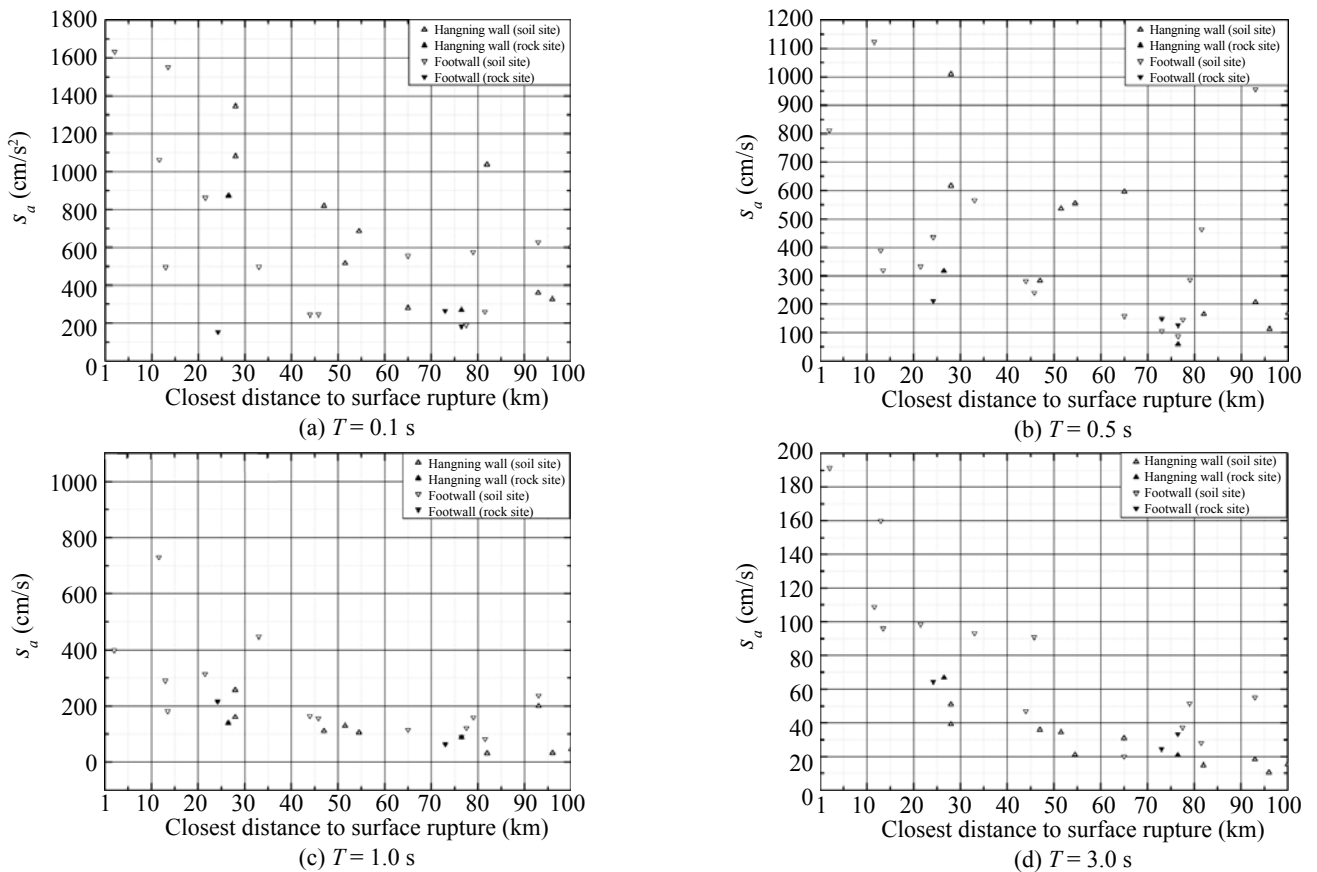 1800
1600
1400
1200
1000
800
600
400
200
0
s_a (cm/s²)
Hangning wall (soil site)
Hangning wall (rock site)
Footwall (soil site)
Footwall (rock site)
1 10 20 30 40 50 60 70 80 90 100
Closest distance to surface rupture (km)
(a) T = 0.1 s
1200
1100
1000
900
800
700
600
500
400
300
200
100
0
s_a (cm/s)
Hangning wall (soil site)
Hangning wall (rock site)
Footwall (soil site)
Footwall (rock site)
1 10 20 30 40 50 60 70 80 90 100
Closest distance to surface rupture (km)
(b) T = 0.5 s
1000
800
600
400
200
0
s_a (cm/s)
Hangning wall (soil site)
Hangning wall (rock site)
Footwall (soil site)
Footwall (rock site)
1 10 20 30 40 50 60 70 80 90 100
Closest distance to surface rupture (km)
(c) T = 1.0 s
200
180
160
140
120
100
80
60
40
20
0
s_a (cm/s)
Hangning wall (soil site)
Hangning wall (rock site)
Footwall (soil site)
Footwall (rock site)
1 10 20 30 40 50 60 70 80 90 100
Closest distance to surface rupture (km)
(d) T = 3.0 s